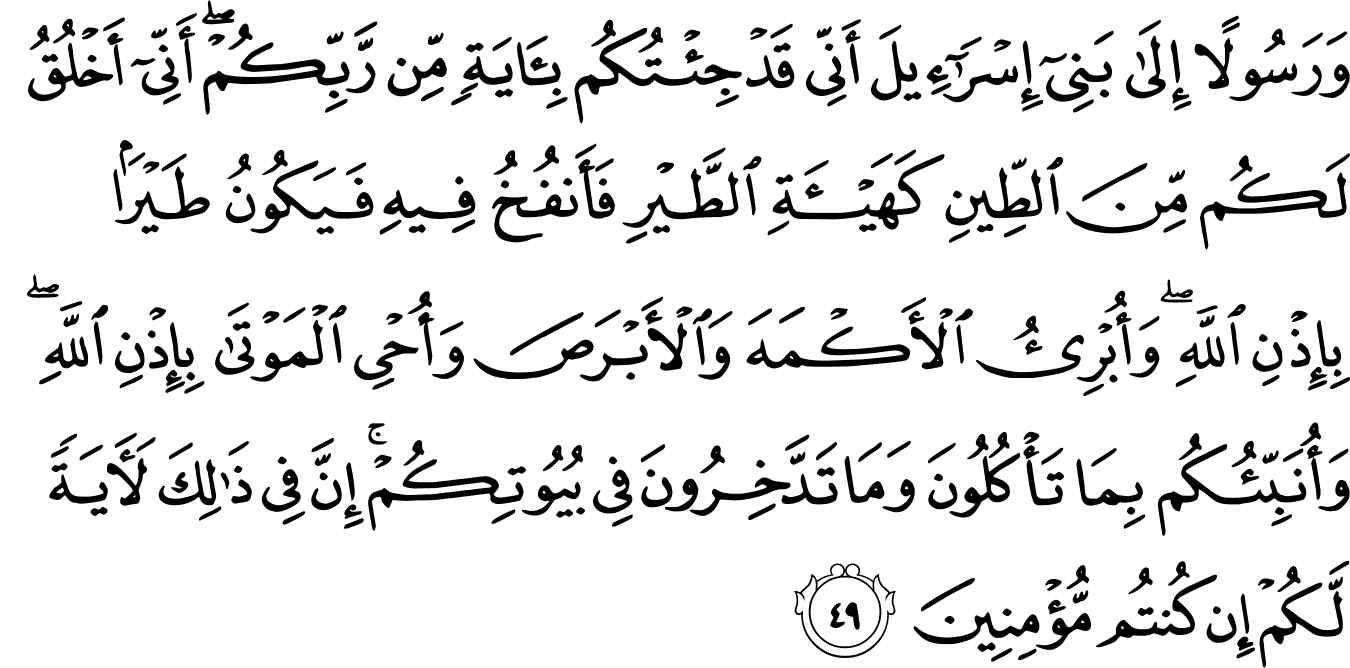 وَرَسُولًا إِلَىٰ بَنِىٓ إِسْرَٰٓءِيلَ أَنِّى قَدْ جِئْتُكُم بِـَٔايَةٍ مِّن رَّبِّكُمْ ۖ أَنِّىٓ أَخْلُقُ
لَكُم مِّنَ ٱلطِّينِ كَهَيْـَٔةِ ٱلطَّيْرِ فَأَنفُخُ فِيهِ فَيَكُونُ طَيْرًۢا
بِإِذْنِ ٱللَّهِ ۖ وَأُبْرِئُ ٱلْأَكْمَهَ وَٱلْأَبْرَصَ وَأُحْىِ ٱلْمَوْتَىٰ بِإِذْنِ ٱللَّهِ ۖ
وَأُنَبِّئُكُم بِمَا تَأْكُلُونَ وَمَا تَدَّخِرُونَ فِى بُيُوتِكُمْ ۚ إِنَّ فِى ذَٰلِكَ لَـَٔايَةً
لَّكُمْ إِن كُنتُم مُّؤْمِنِينَ ٤٩